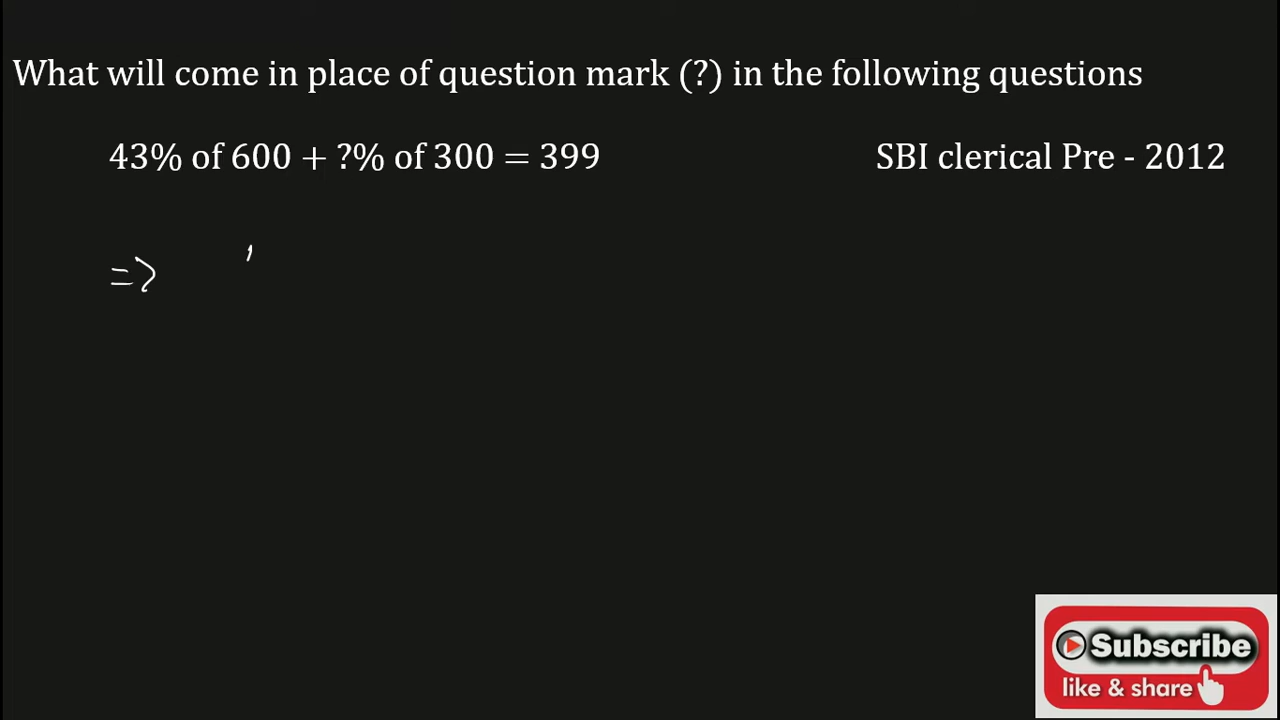 What will come in place of question mark (?) in the following questions
43% of 600 + ?% of 300 = 399 SBI clerical Pre - 2012
=>
Subscribe
like & share